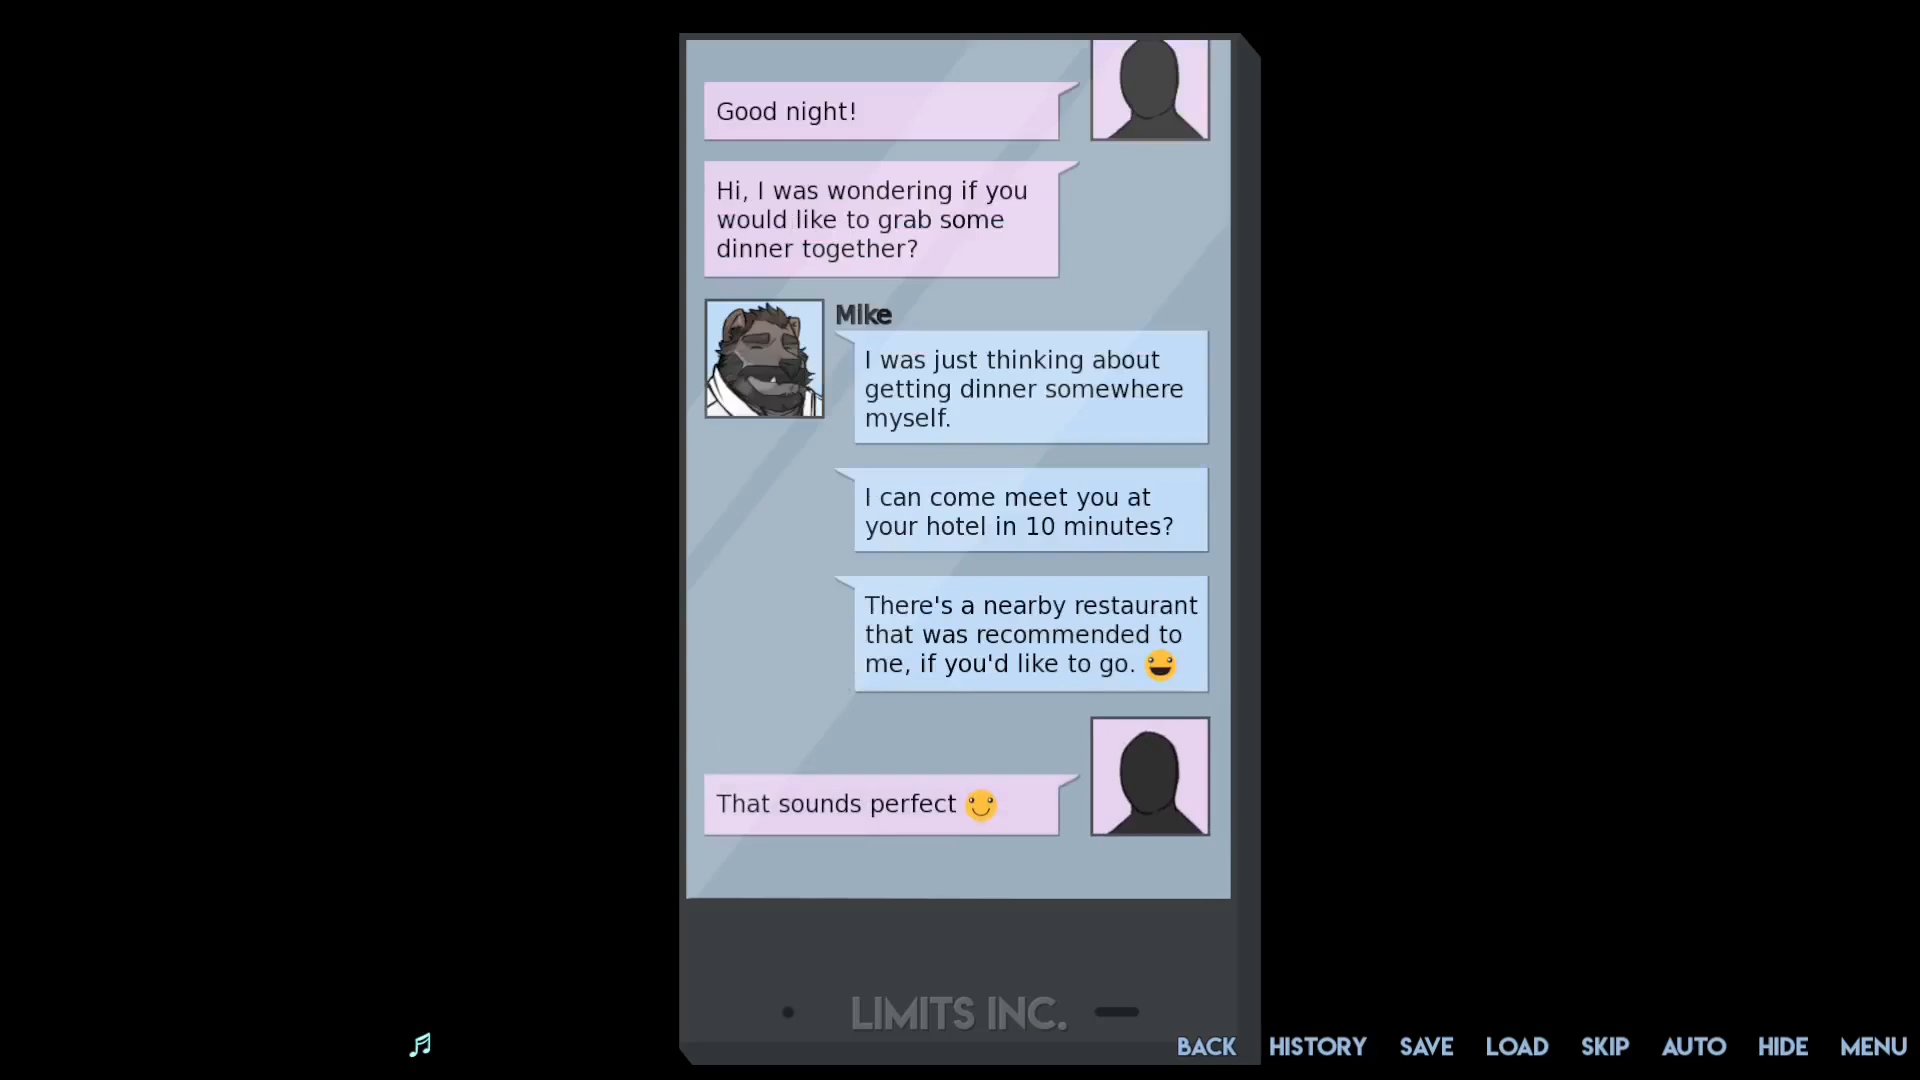 Good night!
Hi, I was wondering if you
would like to grab some
dinner together?
Mike
I was just thinking about
getting dinner somewhere
myself.
I can come meet you at
your hotel in 10 minutes?
There's a nearby restaurant
that was recommended to
me, if you'd like to go.
That sounds perfect
LIMITS INC.
BACK HISTORY SAVE LOAD SKIP AUTO HIDE MENU